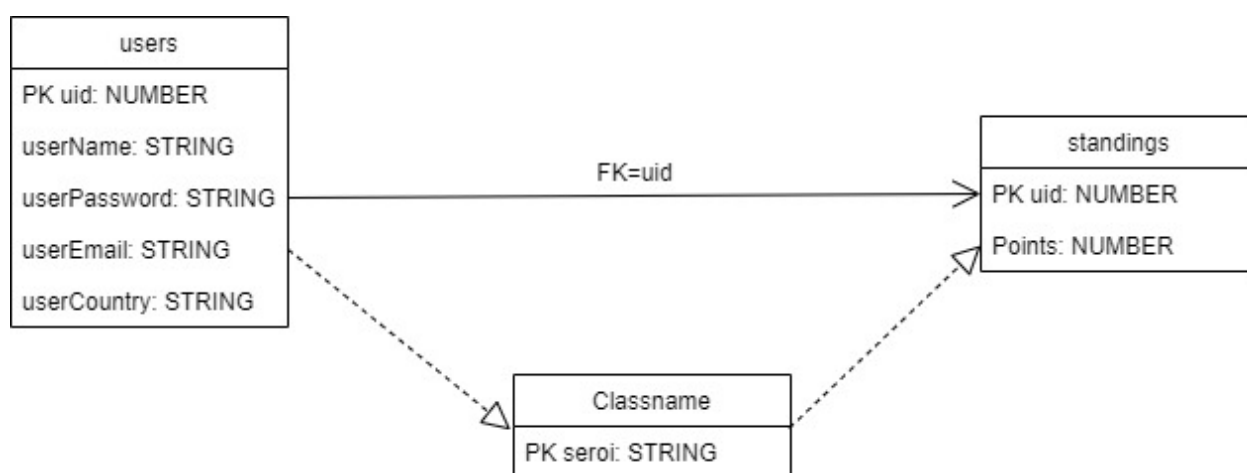 users
PK uid: NUMBER
userName: STRING
userPassword: STRING
userEmail: STRING
userCountry: STRING
FK=uid
standings
PK uid: NUMBER
Points: NUMBER
Classname
PK seroi: STRING